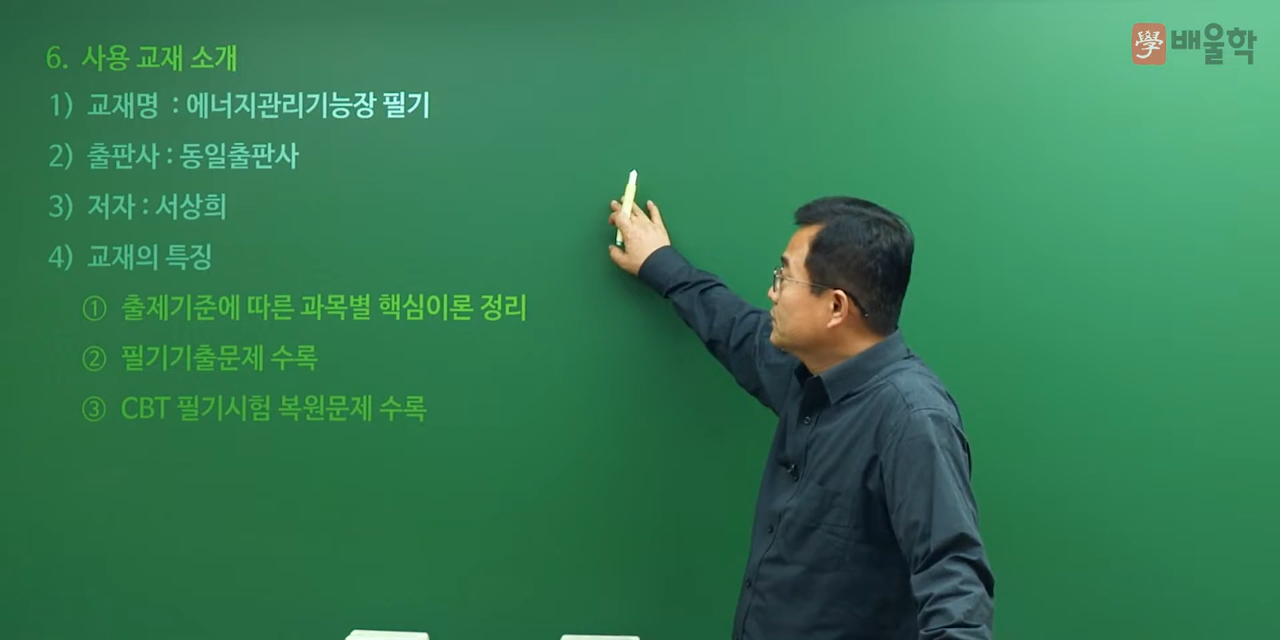 學 배울학
6. 사용 교재 소개
1) 교재명 : 에너지관리기능장 필기
2) 출판사 : 동일출판사
3) 저자 : 서상희
4) 교재의 특징
① 출제기준에 따른 과목별 핵심이론 정리
② 필기기출문제 수록
③ CBT 필기시험 복원문제 수록